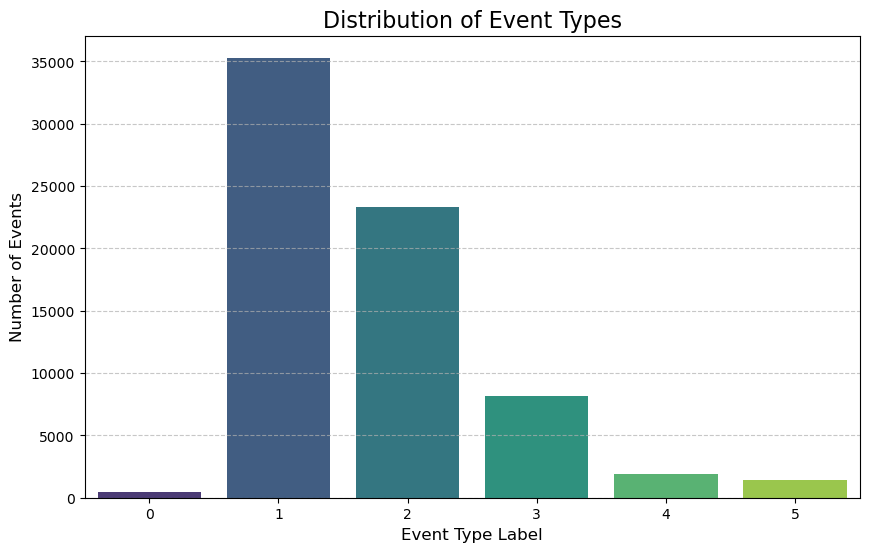 Distribution of Event Types
Number of Events
35000
30000
25000
20000
15000
10000
5000
0
0 1 2 3 4 5
Event Type Label